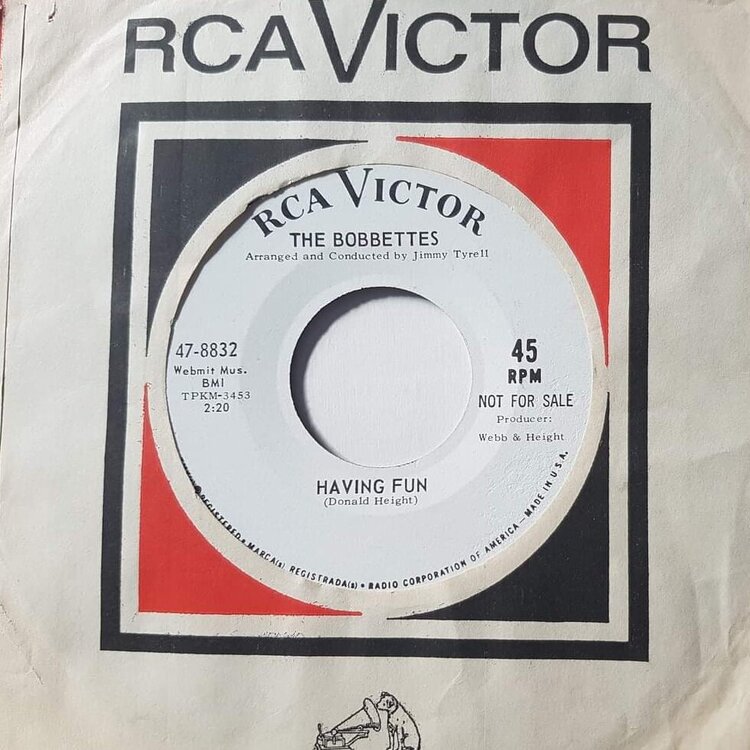 RCA VICTOR
RCA VICTOR
THE BOBBETTES
Arranged and Conducted by Jimmy Tyrell
47-8832
Webmit Mus.
BMI
TPKM-3453
2:20
45
RPM
NOT FOR SALE
Producer:
Webb & Height
HAVING FUN
(Donald Height)
® REGISTERED • MARCA(s) REGISTRADA(s) • RADIO CORPORATION OF AMERICA — MADE IN U.S.A.